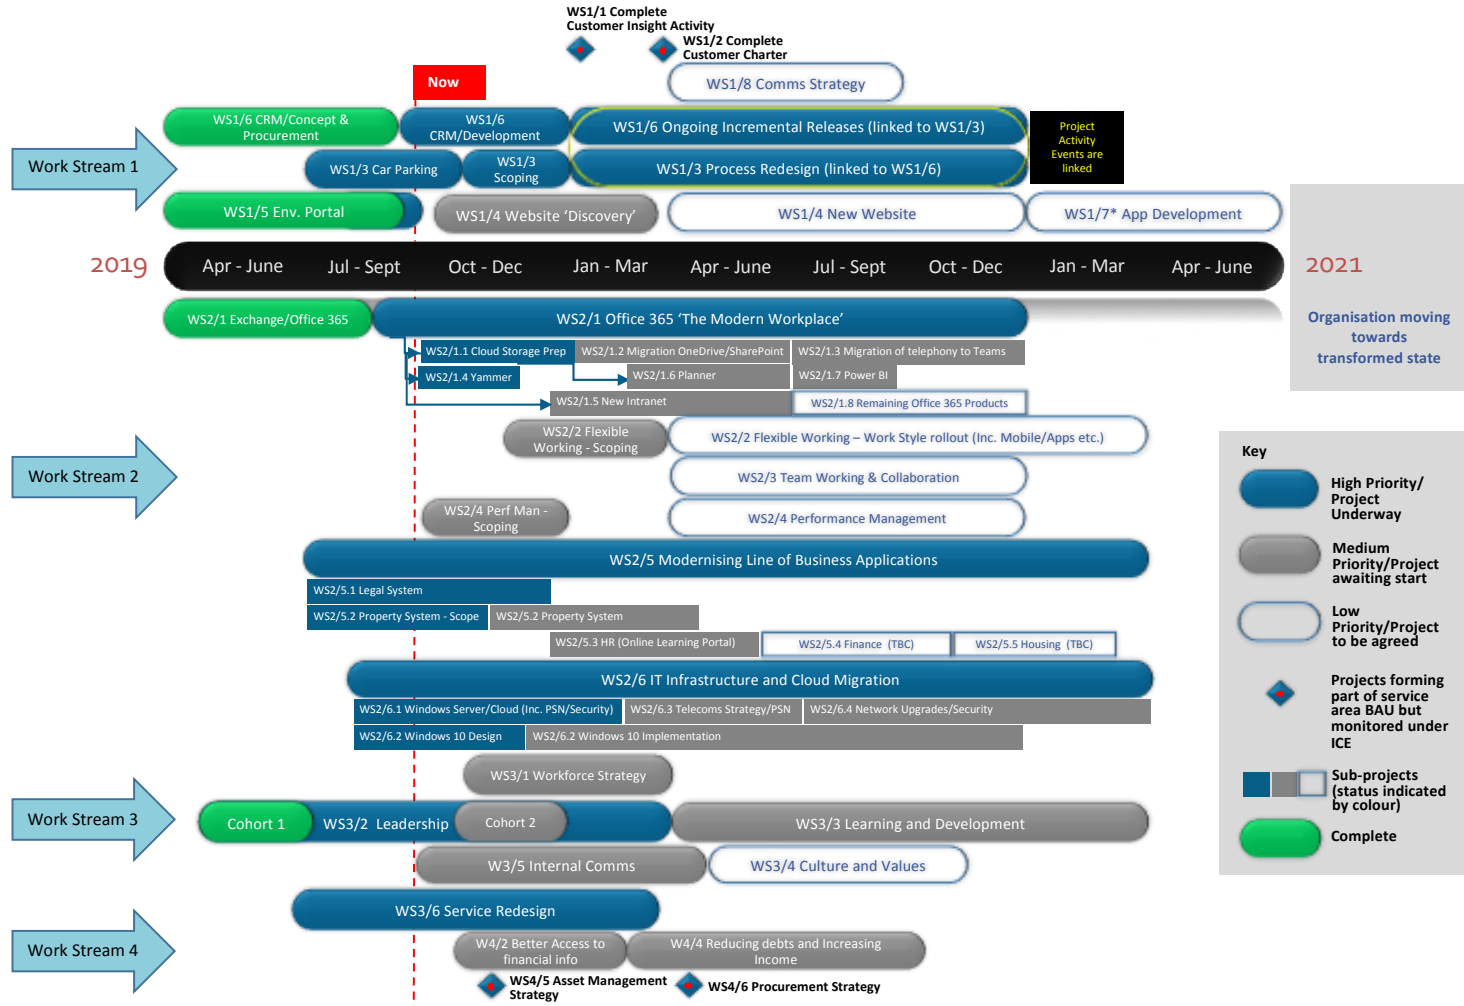 WS1/1 Complete
Customer Insight Activity
WS1/2 Complete
Customer Charter
Now
WS1/8 Comms Strategy
WS1/6 CRM/Concept &
Procurement
WS1/6
CRM/Development
WS1/6 Ongoing Incremental Releases (linked to WS1/3)
Project
Activity
Events are
linked
Work Stream 1
WS1/3 Car Parking
WS1/3
Scoping
WS1/3 Process Redesign (linked to WS1/6)
WS1/5 Env. Portal
WS1/4 Website ‘Discovery’
WS1/4 New Website
WS1/7* App Development
2019
Apr - June
Jul - Sept
Oct - Dec
Jan - Mar
Apr - June
Jul - Sept
Oct - Dec
Jan - Mar
Apr - June
2021
Organisation moving
towards
transformed state
WS2/1 Exchange/Office 365
WS2/1 Office 365 ‘The Modern Workplace’
WS2/1.1 Cloud Storage Prep
WS2/1.2 Migration OneDrive/SharePoint
WS2/1.3 Migration of telephony to Teams
WS2/1.4 Yammer
WS2/1.6 Planner
WS2/1.7 Power BI
WS2/1.5 New Intranet
WS2/1.8 Remaining Office 365 Products
Work Stream 2
WS2/2 Flexible
Working - Scoping
WS2/2 Flexible Working – Work Style rollout (Inc. Mobile/Apps etc.)
WS2/3 Team Working & Collaboration
WS2/4 Perf Man -
Scoping
WS2/4 Performance Management
WS2/5 Modernising Line of Business Applications
WS2/5.1 Legal System
WS2/5.2 Property System - Scope
WS2/5.2 Property System
WS2/5.3 HR (Online Learning Portal)
WS2/5.4 Finance (TBC)
WS2/5.5 Housing (TBC)
WS2/6 IT Infrastructure and Cloud Migration
WS2/6.1 Windows Server/Cloud (Inc. PSN/Security)
WS2/6.3 Telecoms Strategy/PSN
WS2/6.4 Network Upgrades/Security
WS2/6.2 Windows 10 Design
WS2/6.2 Windows 10 Implementation
WS3/1 Workforce Strategy
Work Stream 3
Cohort 1
WS3/2 Leadership
Cohort 2
WS3/3 Learning and Development
W3/5 Internal Comms
WS3/4 Culture and Values
WS3/6 Service Redesign
Work Stream 4
W4/2 Better Access to
financial info
W4/4 Reducing debts and Increasing
Income
WS4/5 Asset Management
Strategy
WS4/6 Procurement Strategy
Key
High Priority/
Project
Underway
Medium
Priority/Project
awaiting start
Low
Priority/Project
to be agreed
Projects forming
part of service
area BAU but
monitored under
ICE
Sub-projects
(status indicated
by colour)
Complete